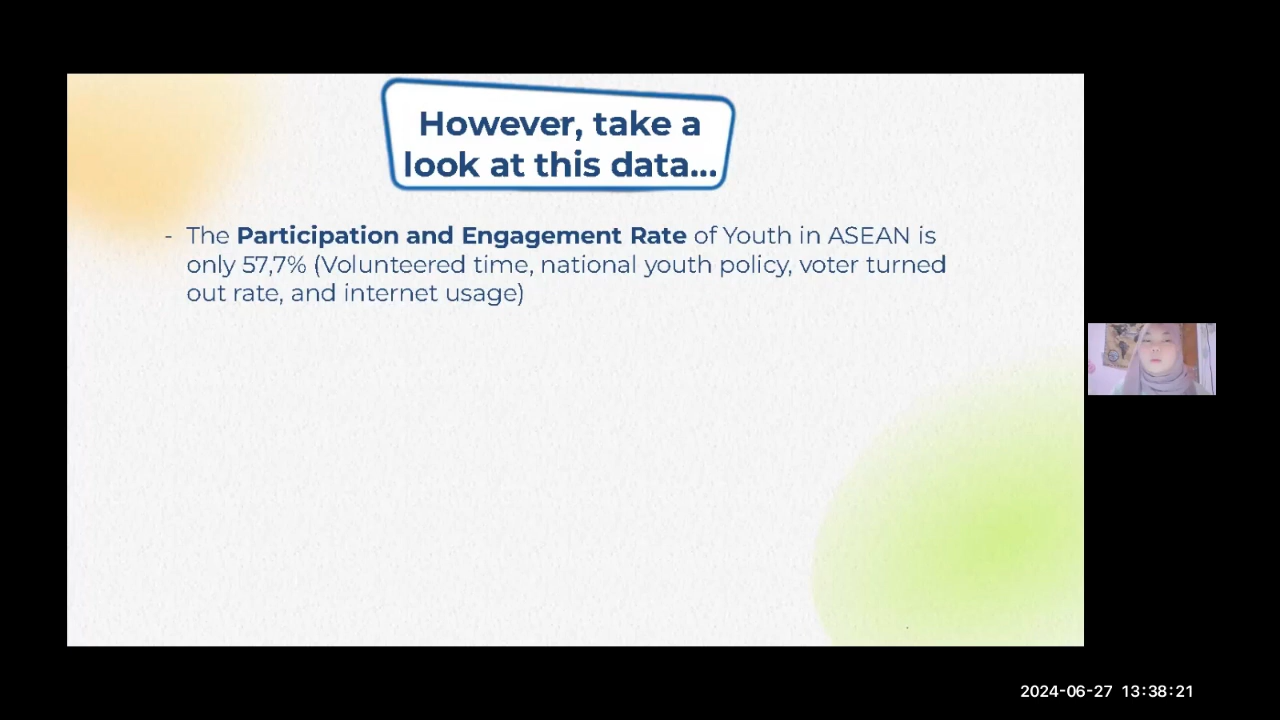 However, take a
look at this data...
- The Participation and Engagement Rate of Youth in ASEAN is
only 57,7% (Volunteered time, national youth policy, voter turned
out rate, and internet usage)
2024-06-27 13:38:21